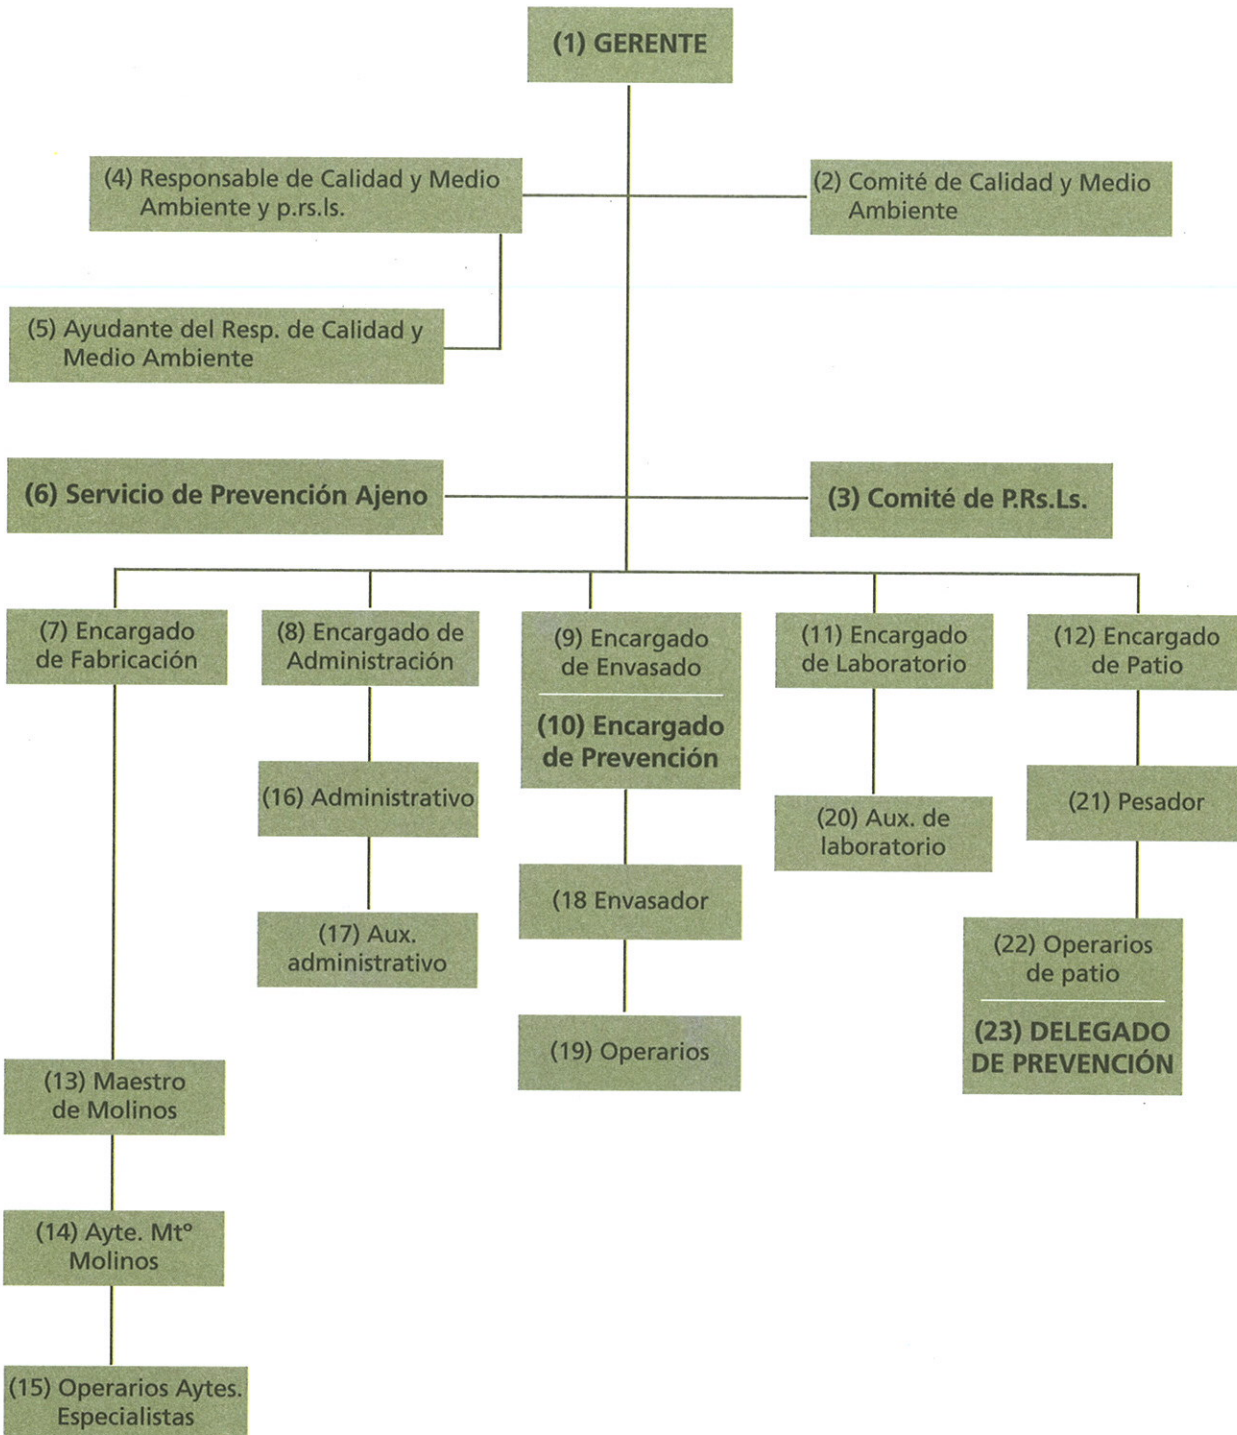 (1) GERENTE
(4) Responsable de Calidad y Medio
Ambiente y p.rs.ls.
(2) Comité de Calidad y Medio
Ambiente
(5) Ayudante del Resp. de Calidad y
Medio Ambiente
(6) Servicio de Prevención Ajeno
(3) Comité de P.Rs.Ls.
(7) Encargado
de Fabricación
(8) Encargado de
Administración
(9) Encargado
de Envasado
(10) Encargado
de Prevención
(11) Encargado
de Laboratorio
(12) Encargado
de Patio
(16) Administrativo
(20) Aux. de
laboratorio
(21) Pesador
(17) Aux.
administrativo
(18 Envasador
(22) Operarios
de patio
(23) DELEGADO
DE PREVENCIÓN
(19) Operarios
(13) Maestro
de Molinos
(14) Ayte. Mtº
Molinos
(15) Operarios Aytes.
Especialistas